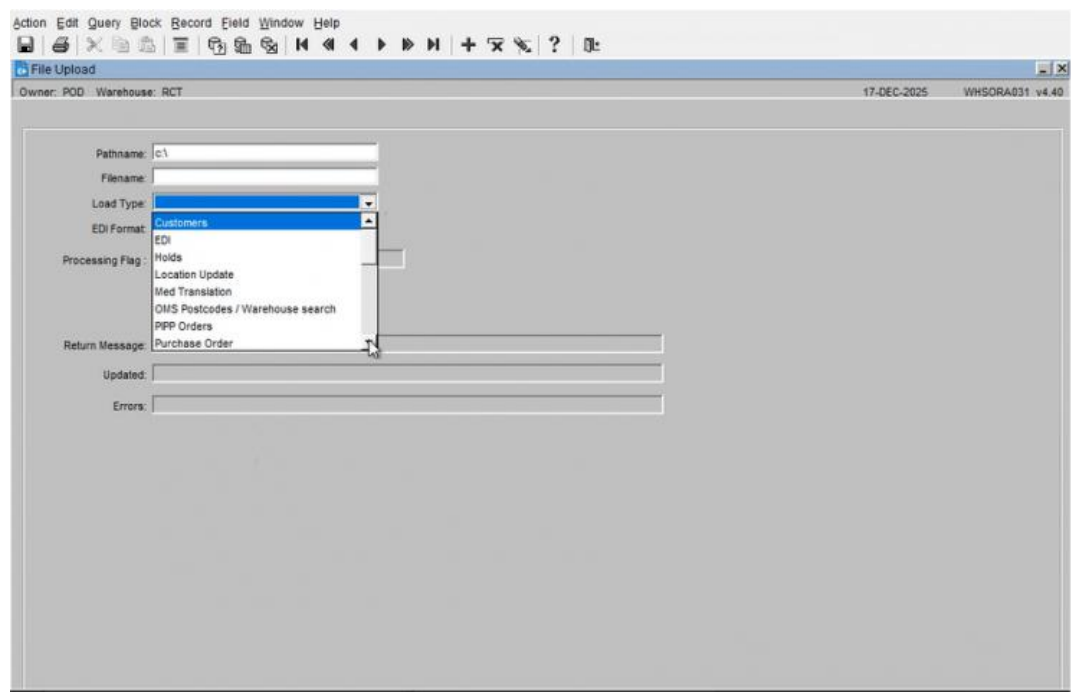 Action Edit Query Block Record Field Window Help
File Upload
Owner: POD Warehouse: RCT 17-DEC-2025 WHSORA031 v4.40
Pathname: c:\
Filename:
Load Type:
Customers
EDI Format:
EDI
Holds
Processing Flag :
Location Update
Med Translation
OMS Postcodes / Warehouse search
PIPP Orders
Return Message: Purchase Order
Updated:
Errors: